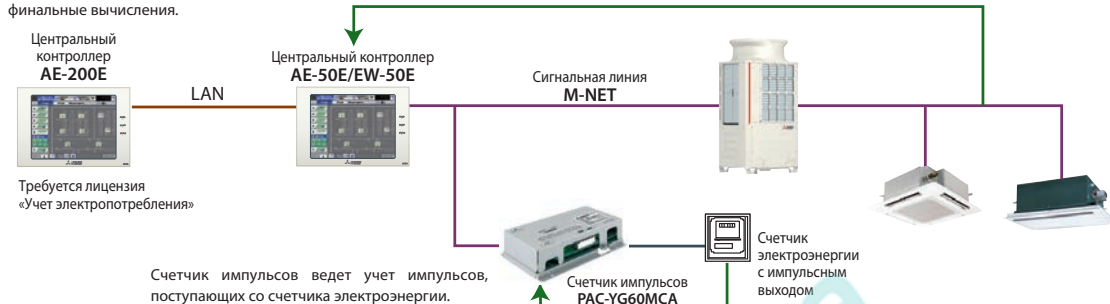 финальные вычисления.
Центральный
контроллер
AE-200E
LAN
Центральный контроллер
AE-50E/EW-50E
Сигнальная линия
M-NET
Требуется лицензия
«Учет электропотребления»
Счетчик импульсов ведет учет импульсов,
поступающих со счетчика электроэнергии.
Счетчик импульсов
PAC-YG60MCA
Счетчик
электроэнергии
с импульсным
выходом